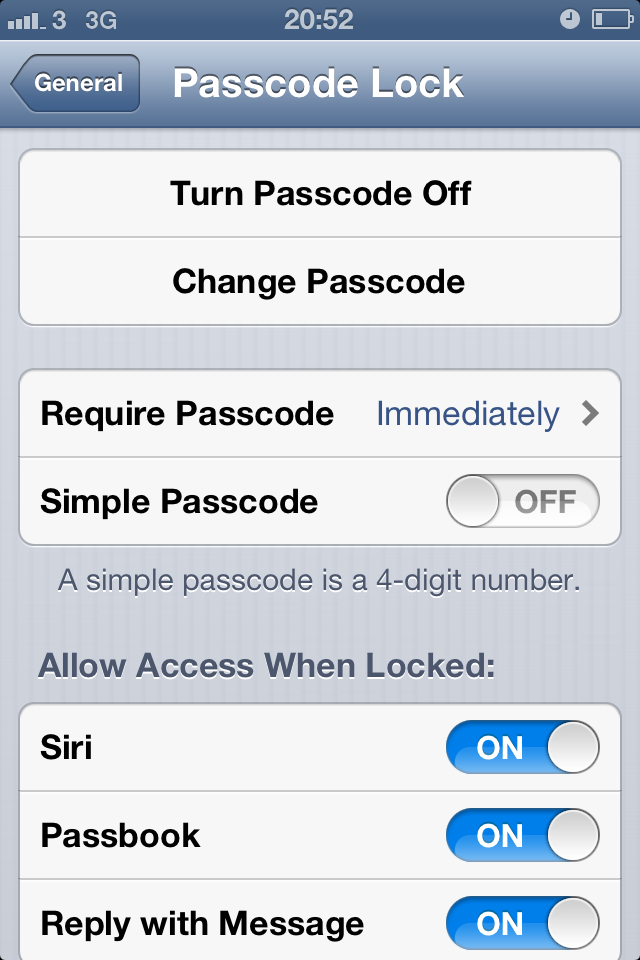 3 3G 20:52
General Passcode Lock
Turn Passcode Off
Change Passcode
Require Passcode Immediately
Simple Passcode OFF
A simple passcode is a 4-digit number.
Allow Access When Locked:
Siri ON
Passbook ON
Reply with Message ON